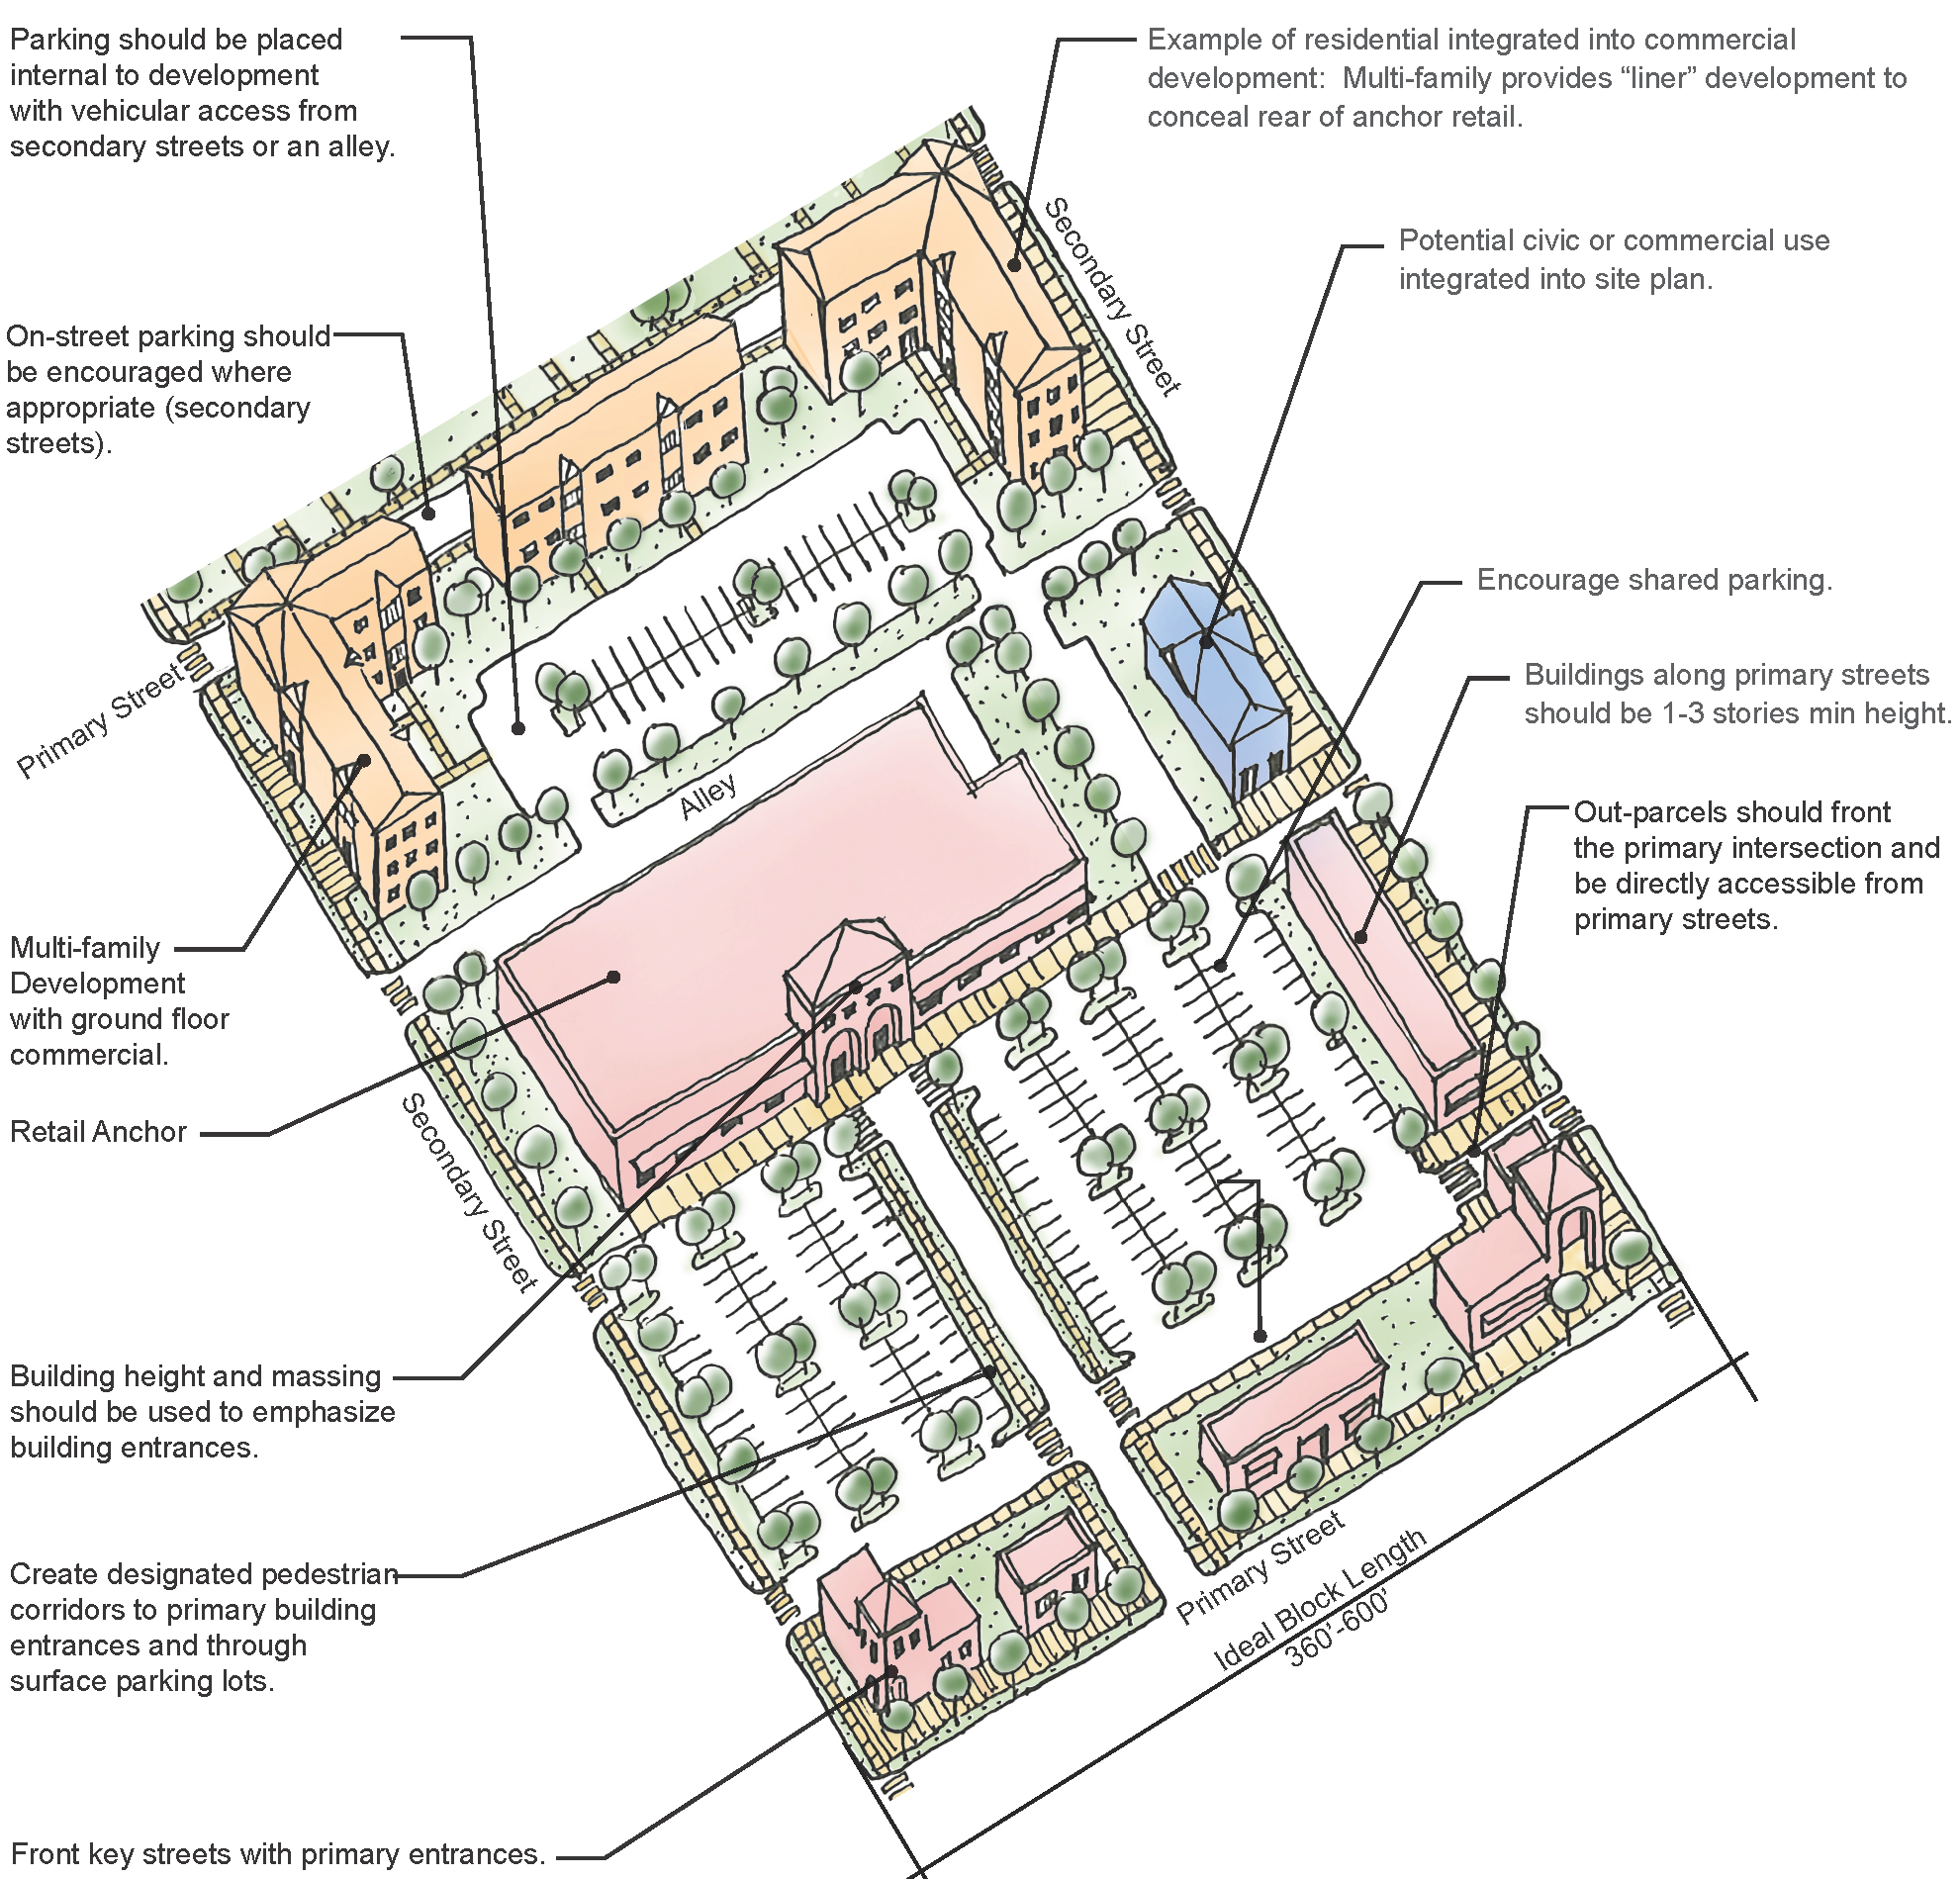 Parking should be placed
internal to development
with vehicular access from
secondary streets or an alley.
Example of residential integrated into commercial
development:  Multi-family provides “liner” development to
conceal rear of anchor retail.
Secondary Street
Potential civic or commercial use
integrated into site plan.
On-street parking should
be encouraged where
appropriate (secondary
streets).
Encourage shared parking.
Primary Street
Buildings along primary streets
should be 1-3 stories min height.
Alley
Out-parcels should front
the primary intersection and
be directly accessible from
primary streets.
Multi-family
Development
with ground floor
commercial.
Retail Anchor
Secondary Street
Building height and massing
should be used to emphasize
building entrances.
Create designated pedestrian
corridors to primary building
entrances and through
surface parking lots.
Primary Street
Ideal Block Length
360’-600’
Front key streets with primary entrances.